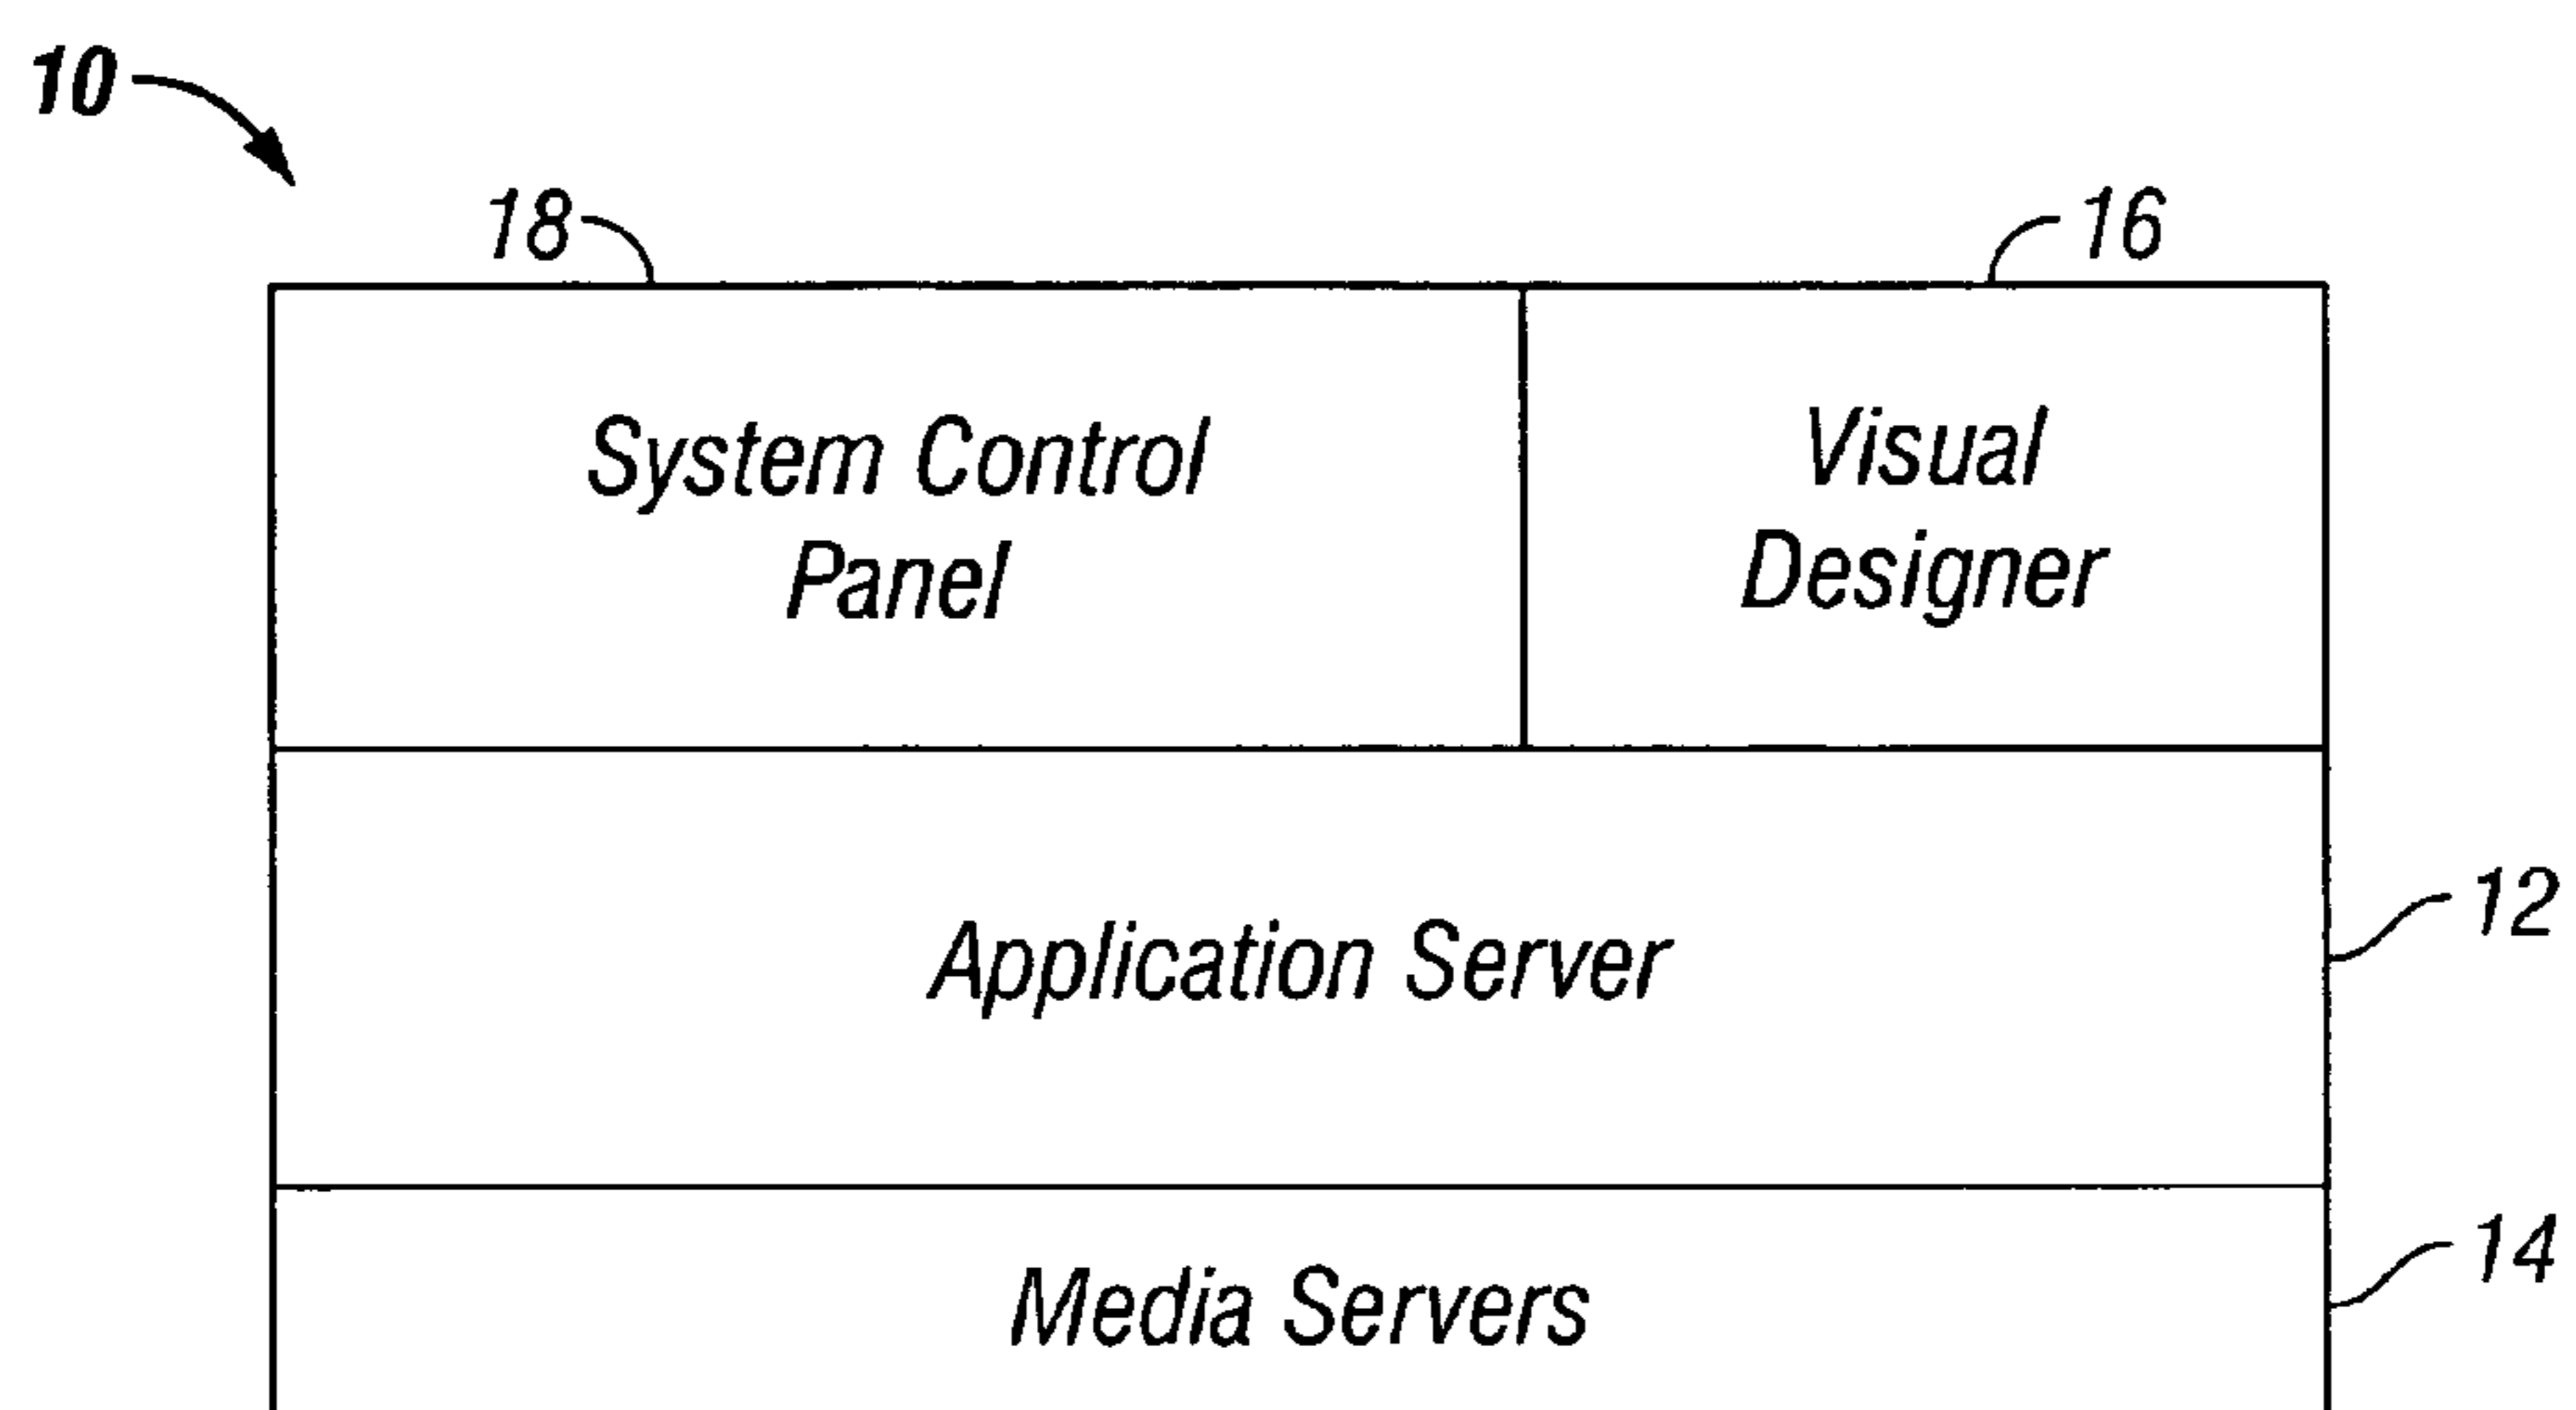 10
18
16
System Control
Panel
Visual
Designer
Application Server
12
Media Servers
14